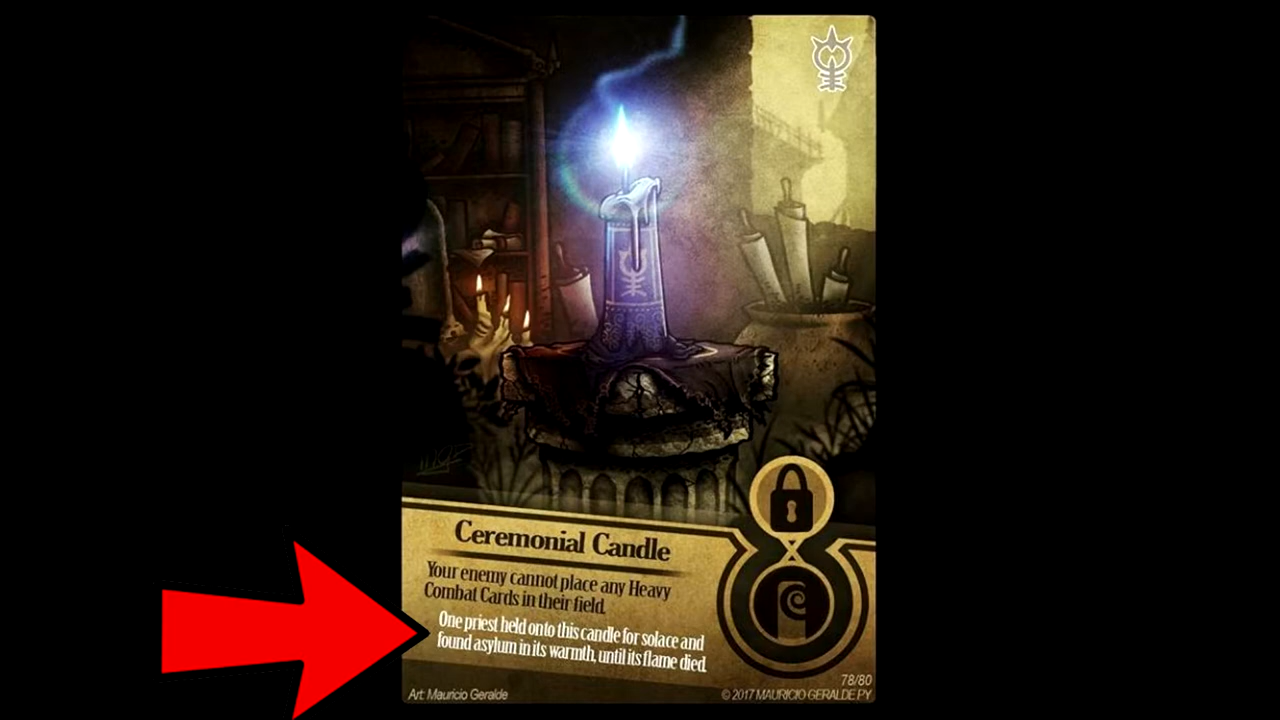 Ceremonial Candle
Your enemy cannot place any Heavy
Combat Cards in their field.
One priest held onto this candle for solace and
found asylum in its warmth, until its flame died.
78/80
Art: Mauricio Geralde
© 2017 MAURICIO GERALDE PY